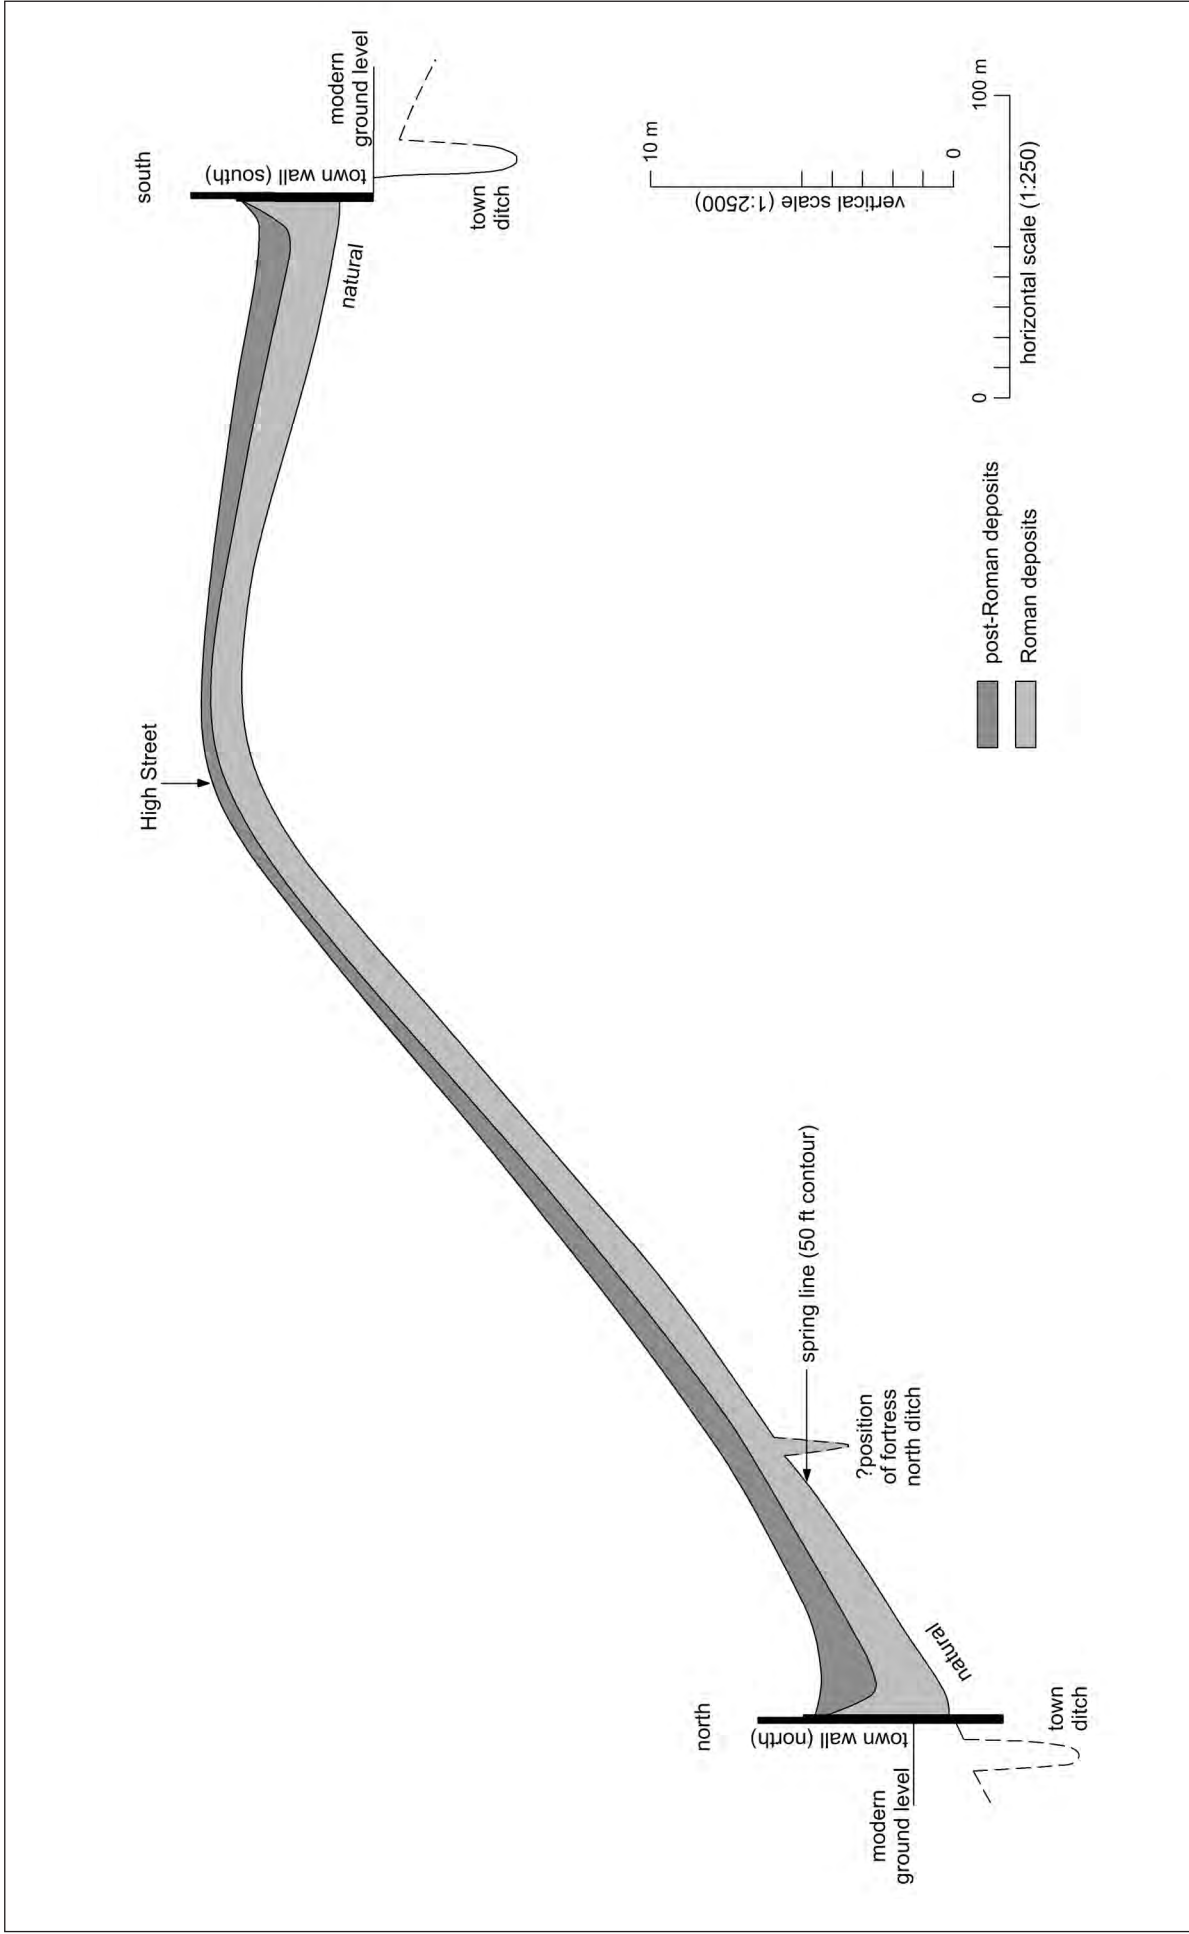 south
modern
ground level
town wall (south)
town
ditch
natural
High Street
10 m
vertical scale (1:2500)
0
100 m
0
horizontal scale (1:250)
post-Roman deposits
Roman deposits
spring line (50 ft contour)
?position
of fortress
north ditch
north
town wall (north)
natural
town
ditch
modern
ground level